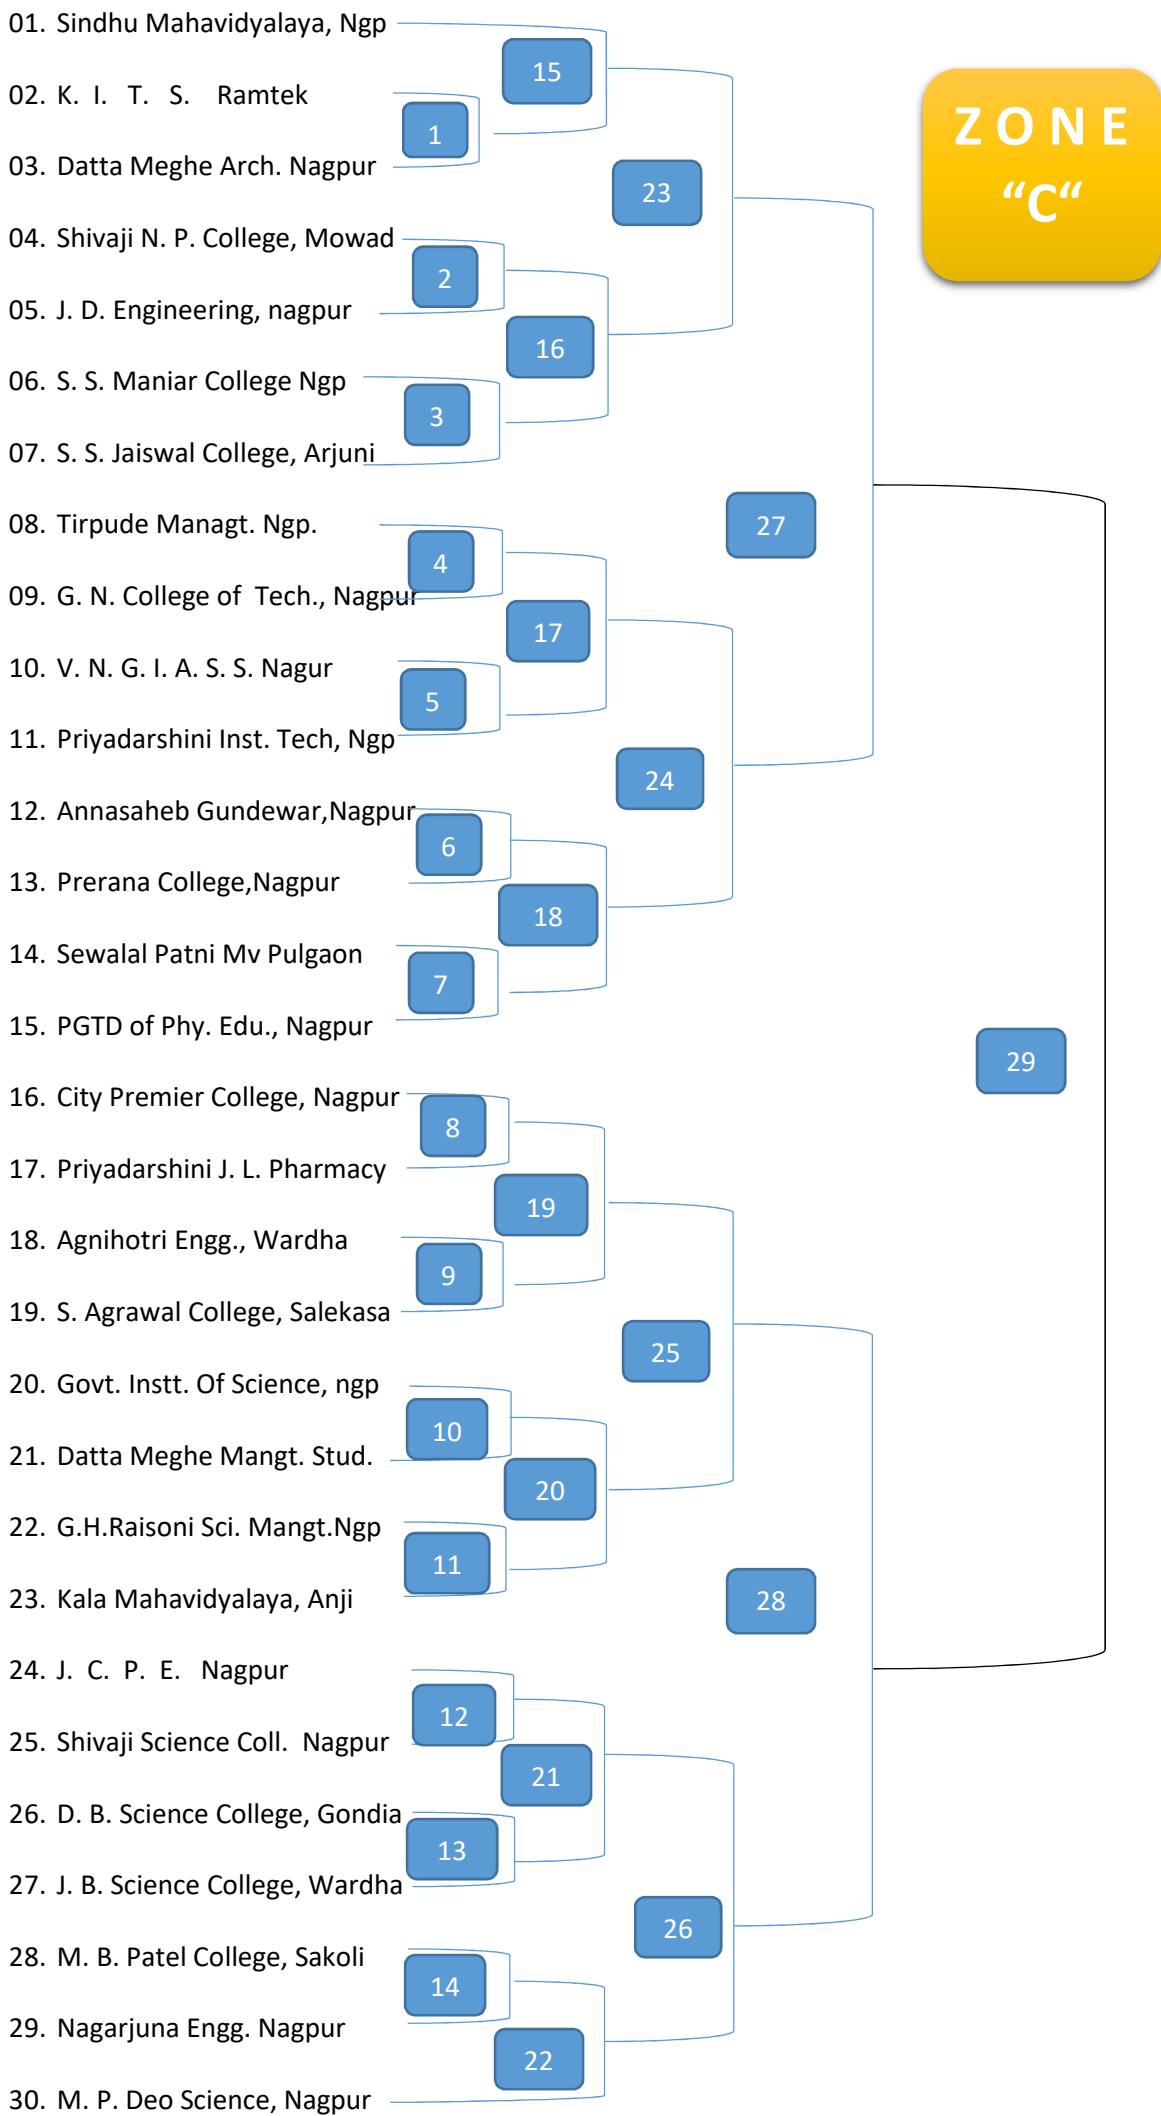 01. Sindhu Mahavidyalaya, Ngp
15
Z O N E
“C“
02. K. I. T. S. Ramtek
1
03. Datta Meghe Arch. Nagpur
23
04. Shivaji N. P. College, Mowad
2
05. J. D. Engineering, nagpur
16
06. S. S. Maniar College Ngp
3
07. S. S. Jaiswal College, Arjuni
27
08. Tirpude Managt. Ngp.
4
09. G. N. College of Tech., Nagpur
17
10. V. N. G. I. A. S. S. Nagur
5
11. Priyadarshini Inst. Tech, Ngp
24
12. Annasaheb Gundewar,Nagpur
6
13. Prerana College,Nagpur
18
14. Sewalal Patni Mv Pulgaon
7
15. PGTD of Phy. Edu., Nagpur
29
16. City Premier College, Nagpur
8
17. Priyadarshini J. L. Pharmacy
19
18. Agnihotri Engg., Wardha
9
19. S. Agrawal College, Salekasa
25
20. Govt. Instt. Of Science, ngp
10
21. Datta Meghe Mangt. Stud.
20
22. G.H.Raisoni Sci. Mangt.Ngp
11
23. Kala Mahavidyalaya, Anji
28
24. J. C. P. E. Nagpur
12
25. Shivaji Science Coll. Nagpur
21
26. D. B. Science College, Gondia
13
27. J. B. Science College, Wardha
26
28. M. B. Patel College, Sakoli
14
29. Nagarjuna Engg. Nagpur
22
30. M. P. Deo Science, Nagpur